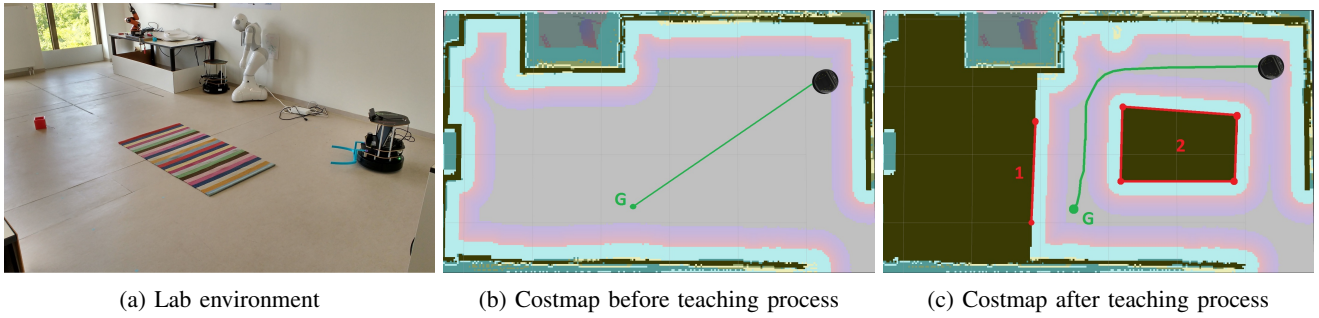 G
1
2
G
(a) Lab environment
(b) Costmap before teaching process
(c) Costmap after teaching process